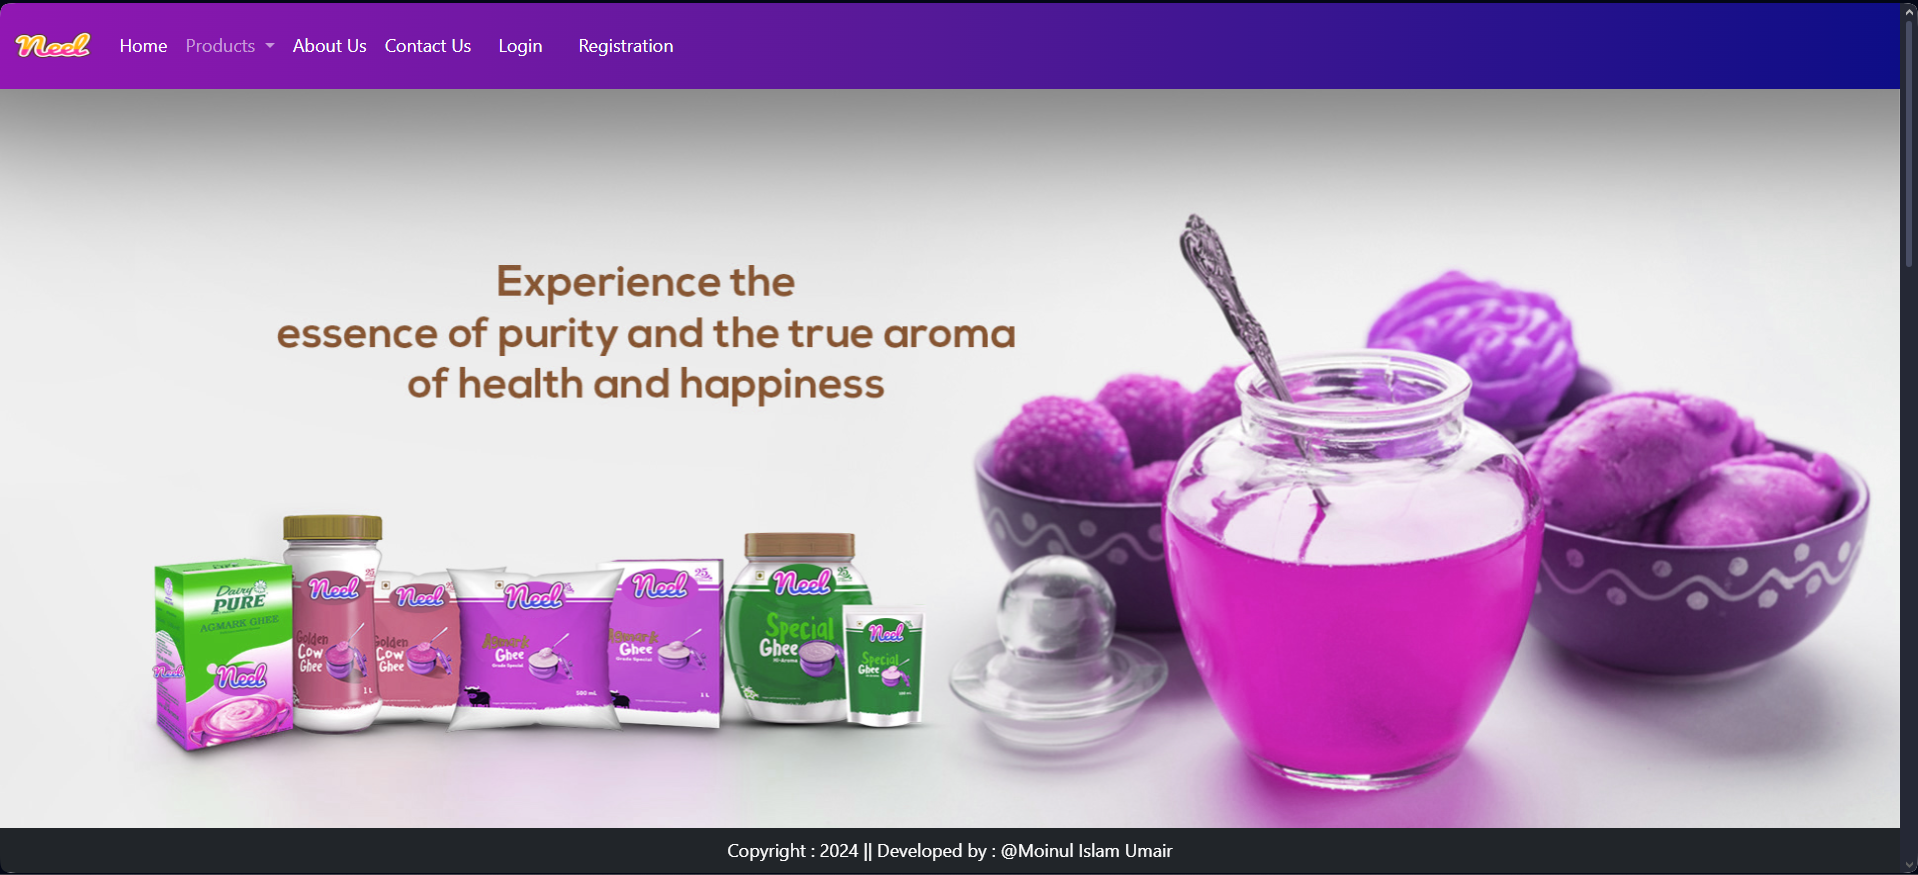 Neel
Home Products About Us Contact Us Login Registration
Experience the
essence of purity and the true aroma
of health and happiness
Dairy
PURE
AGMARK GHEE
Neel
Neel
Neel
Golden
Cow
Ghee
1 L
Neel
Golden
Cow
Ghee
Neel
Agmark
Ghee
Grade Special
500 mL
Neel
Agmark
Ghee
Grade Special
1 L
Neel
Special
Ghee
Hi-Aroma
Neel
Special
Ghee
Copyright : 2024 || Developed by : @Moinul Islam Umair